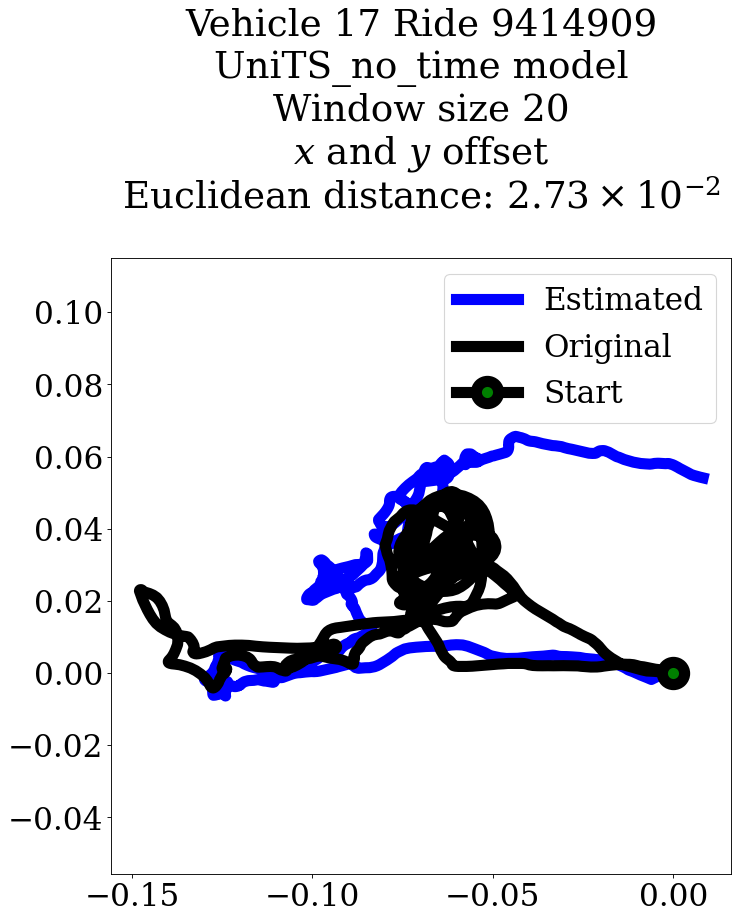 Vehicle 17 Ride 9414909
UniTS_no_time model
Window size 20
x and y offset
Euclidean distance: 2.73 × 10⁻²
Estimated
Original
Start
0.10
0.08
0.06
0.04
0.02
0.00
−0.02
−0.04
−0.15 −0.10 −0.05 0.00